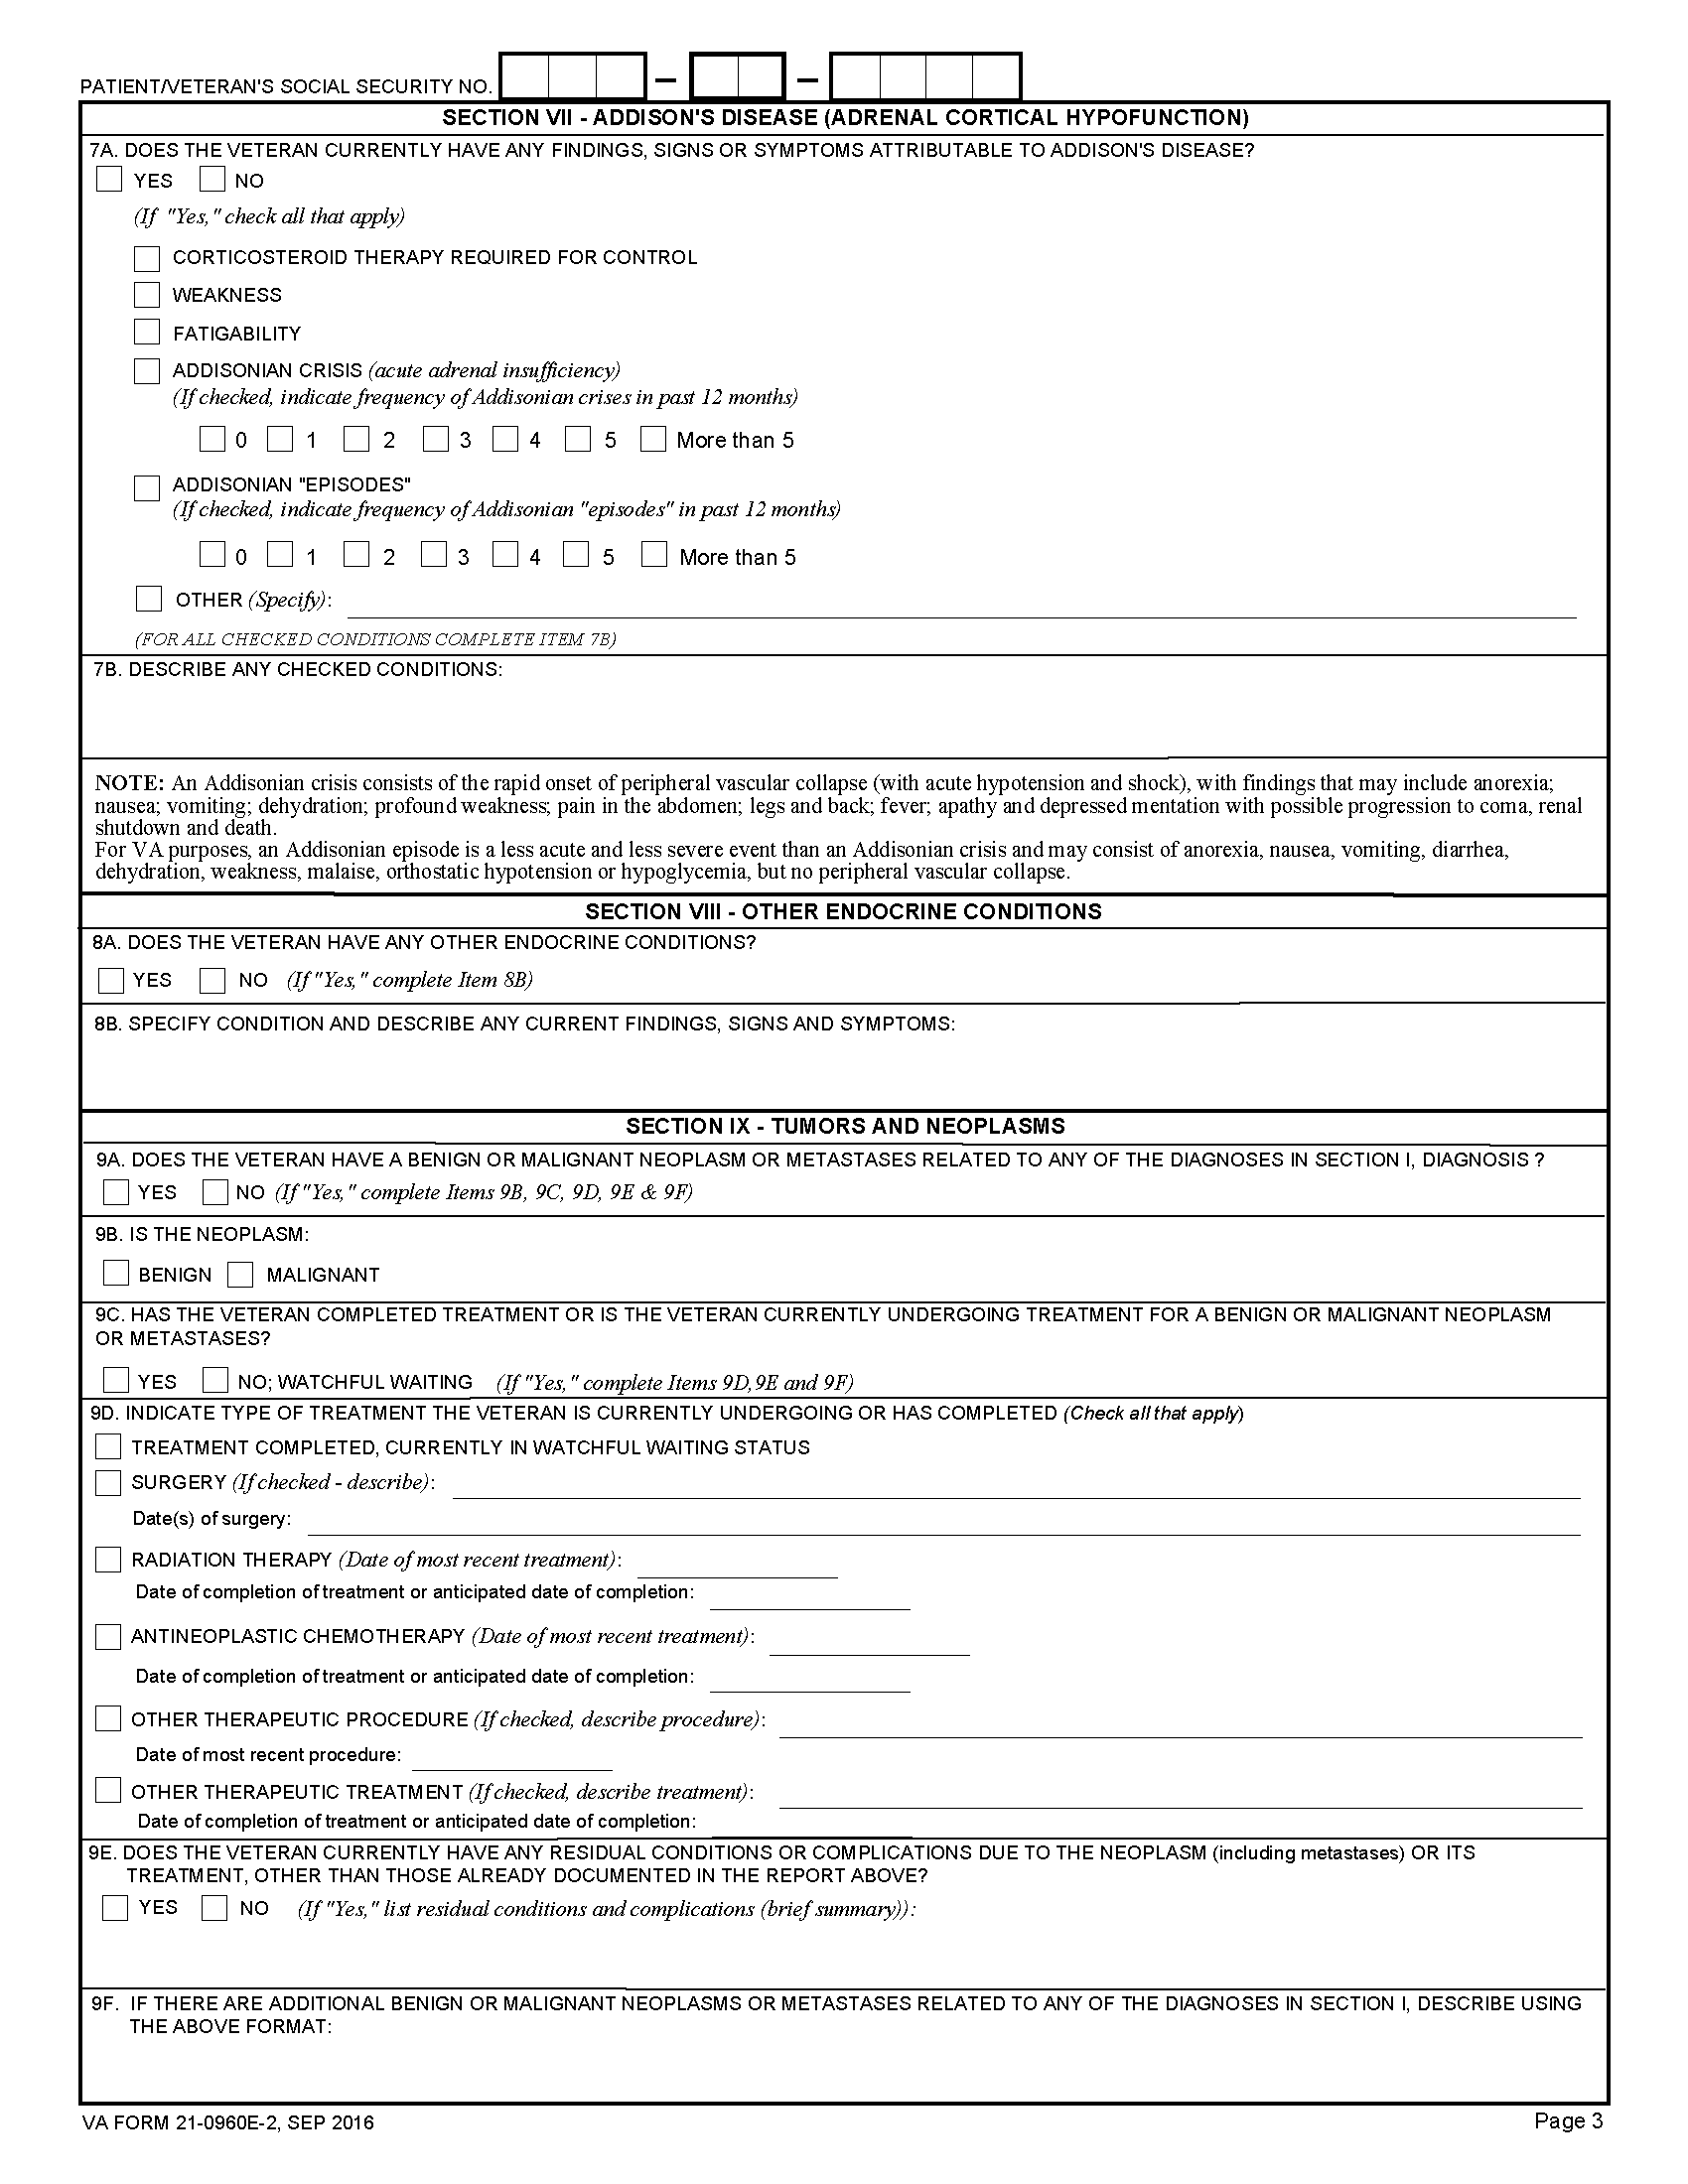 PATIENT/VETERAN'S SOCIAL SECURITY NO. – –
SECTION VII - ADDISON'S DISEASE (ADRENAL CORTICAL HYPOFUNCTION)
7A. DOES THE VETERAN CURRENTLY HAVE ANY FINDINGS, SIGNS OR SYMPTOMS ATTRIBUTABLE TO ADDISON'S DISEASE?
YES NO
(If "Yes," check all that apply)
CORTICOSTEROID THERAPY REQUIRED FOR CONTROL
WEAKNESS
FATIGABILITY
ADDISONIAN CRISIS (acute adrenal insufficiency)
(If checked, indicate frequency of Addisonian crises in past 12 months)
0 1 2 3 4 5 More than 5
ADDISONIAN "EPISODES"
(If checked, indicate frequency of Addisonian "episodes" in past 12 months)
0 1 2 3 4 5 More than 5
OTHER (Specify):
(FOR ALL CHECKED CONDITIONS COMPLETE ITEM 7B)
7B. DESCRIBE ANY CHECKED CONDITIONS:
NOTE: An Addisonian crisis consists of the rapid onset of peripheral vascular collapse (with acute hypotension and shock), with findings that may include anorexia;
nausea; vomiting; dehydration; profound weakness; pain in the abdomen; legs and back; fever; apathy and depressed mentation with possible progression to coma, renal
shutdown and death.
For VA purposes, an Addisonian episode is a less acute and less severe event than an Addisonian crisis and may consist of anorexia, nausea, vomiting, diarrhea,
dehydration, weakness, malaise, orthostatic hypotension or hypoglycemia, but no peripheral vascular collapse.
SECTION VIII - OTHER ENDOCRINE CONDITIONS
8A. DOES THE VETERAN HAVE ANY OTHER ENDOCRINE CONDITIONS?
YES NO (If "Yes," complete Item 8B)
8B. SPECIFY CONDITION AND DESCRIBE ANY CURRENT FINDINGS, SIGNS AND SYMPTOMS:
SECTION IX - TUMORS AND NEOPLASMS
9A. DOES THE VETERAN HAVE A BENIGN OR MALIGNANT NEOPLASM OR METASTASES RELATED TO ANY OF THE DIAGNOSES IN SECTION I, DIAGNOSIS ?
YES NO (If "Yes," complete Items 9B, 9C, 9D, 9E & 9F)
9B. IS THE NEOPLASM:
BENIGN MALIGNANT
9C. HAS THE VETERAN COMPLETED TREATMENT OR IS THE VETERAN CURRENTLY UNDERGOING TREATMENT FOR A BENIGN OR MALIGNANT NEOPLASM
OR METASTASES?
YES NO; WATCHFUL WAITING (If "Yes," complete Items 9D,9E and 9F)
9D. INDICATE TYPE OF TREATMENT THE VETERAN IS CURRENTLY UNDERGOING OR HAS COMPLETED (Check all that apply)
TREATMENT COMPLETED, CURRENTLY IN WATCHFUL WAITING STATUS
SURGERY (If checked - describe):
Date(s) of surgery:
RADIATION THERAPY (Date of most recent treatment):
Date of completion of treatment or anticipated date of completion:
ANTINEOPLASTIC CHEMOTHERAPY (Date of most recent treatment):
Date of completion of treatment or anticipated date of completion:
OTHER THERAPEUTIC PROCEDURE (If checked, describe procedure):
Date of most recent procedure:
OTHER THERAPEUTIC TREATMENT (If checked, describe treatment):
Date of completion of treatment or anticipated date of completion:
9E. DOES THE VETERAN CURRENTLY HAVE ANY RESIDUAL CONDITIONS OR COMPLICATIONS DUE TO THE NEOPLASM (including metastases) OR ITS
TREATMENT, OTHER THAN THOSE ALREADY DOCUMENTED IN THE REPORT ABOVE?
YES NO (If "Yes," list residual conditions and complications (brief summary)):
9F. IF THERE ARE ADDITIONAL BENIGN OR MALIGNANT NEOPLASMS OR METASTASES RELATED TO ANY OF THE DIAGNOSES IN SECTION I, DESCRIBE USING
THE ABOVE FORMAT:
VA FORM 21-0960E-2, SEP 2016
Page 3